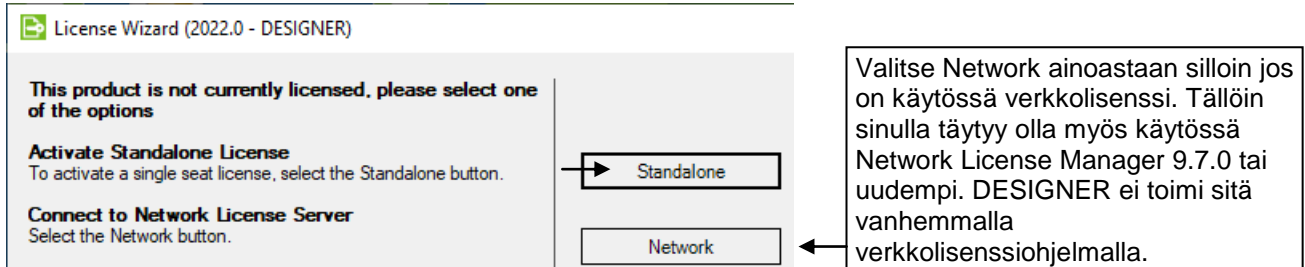 License Wizard (2022.0 - DESIGNER)
This product is not currently licensed, please select one
of the options
Activate Standalone License
To activate a single seat license, select the Standalone button.
Standalone
Connect to Network License Server
Select the Network button.
Network
Valitse Network ainoastaan silloin jos
on käytössä verkkolisenssi. Tällöin
sinulla täytyy olla myös käytössä
Network License Manager 9.7.0 tai
uudempi. DESIGNER ei toimi sitä
vanhemmalla
verkkolisenssiohjelmalla.